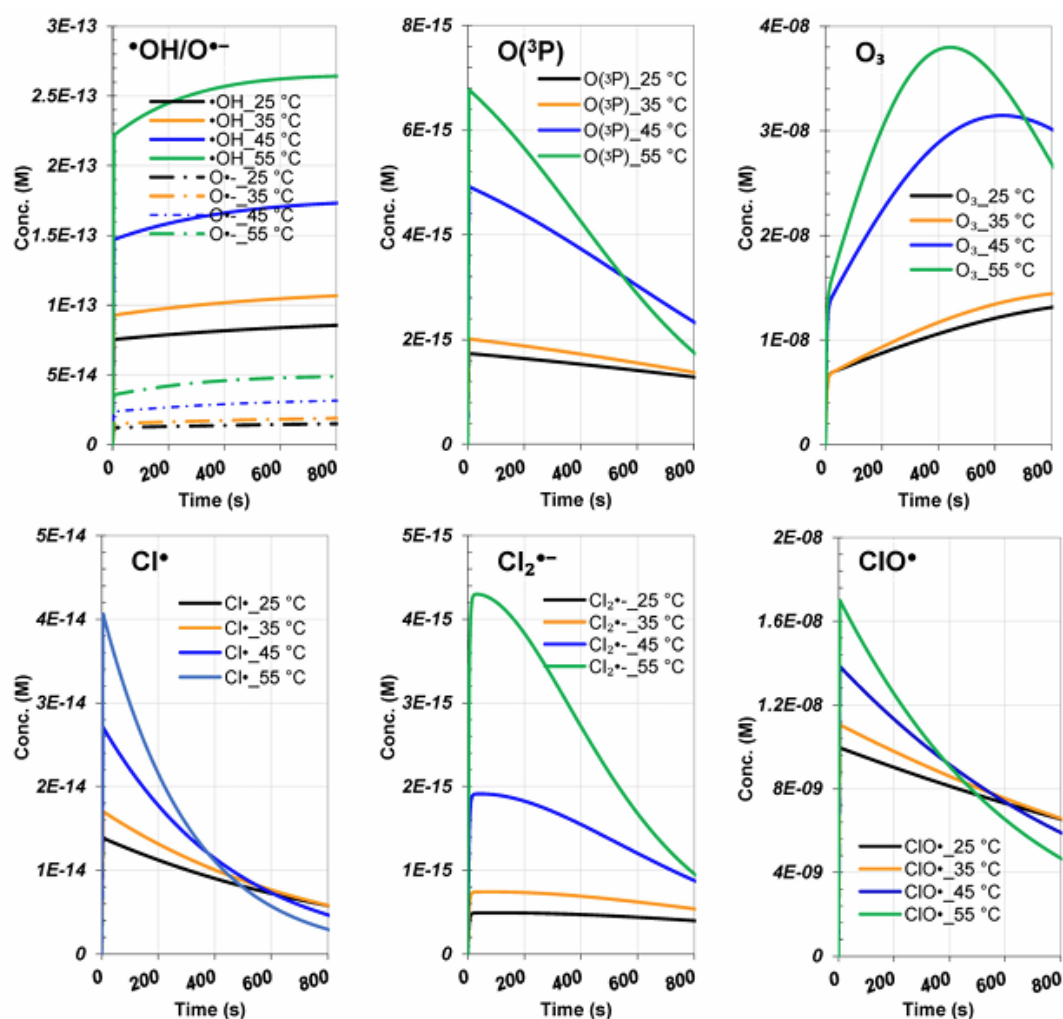 •OH/O•−
Conc. (M)
3E-13
2.5E-13
2E-13
1.5E-13
1E-13
5E-14
0
•OH_25 °C
•OH_35 °C
•OH_45 °C
•OH_55 °C
O•-_25 °C
O•-_35 °C
O•-_45 °C
O•-_55 °C
0 200 400 600 800
Time (s)
O(³P)
Conc. (M)
8E-15
6E-15
4E-15
2E-15
0
O(³P)_25 °C
O(³P)_35 °C
O(³P)_45 °C
O(³P)_55 °C
0 200 400 600 800
Time (s)
O₃
Conc. (M)
4E-08
3E-08
2E-08
1E-08
0
O₃_25 °C
O₃_35 °C
O₃_45 °C
O₃_55 °C
0 200 400 600 800
Time (s)
Cl•
Conc. (M)
5E-14
4E-14
3E-14
2E-14
1E-14
0
Cl•_25 °C
Cl•_35 °C
Cl•_45 °C
Cl•_55 °C
0 200 400 600 800
Time (s)
Cl₂•−
Conc. (M)
5E-15
4E-15
3E-15
2E-15
1E-15
0
Cl₂•-_25 °C
Cl₂•-_35 °C
Cl₂•-_45 °C
Cl₂•-_55 °C
0 200 400 600 800
Time (s)
ClO•
Conc. (M)
2E-08
1.6E-08
1.2E-08
8E-09
4E-09
0
ClO•_25 °C
ClO•_35 °C
ClO•_45 °C
ClO•_55 °C
0 200 400 600 800
Time (s)